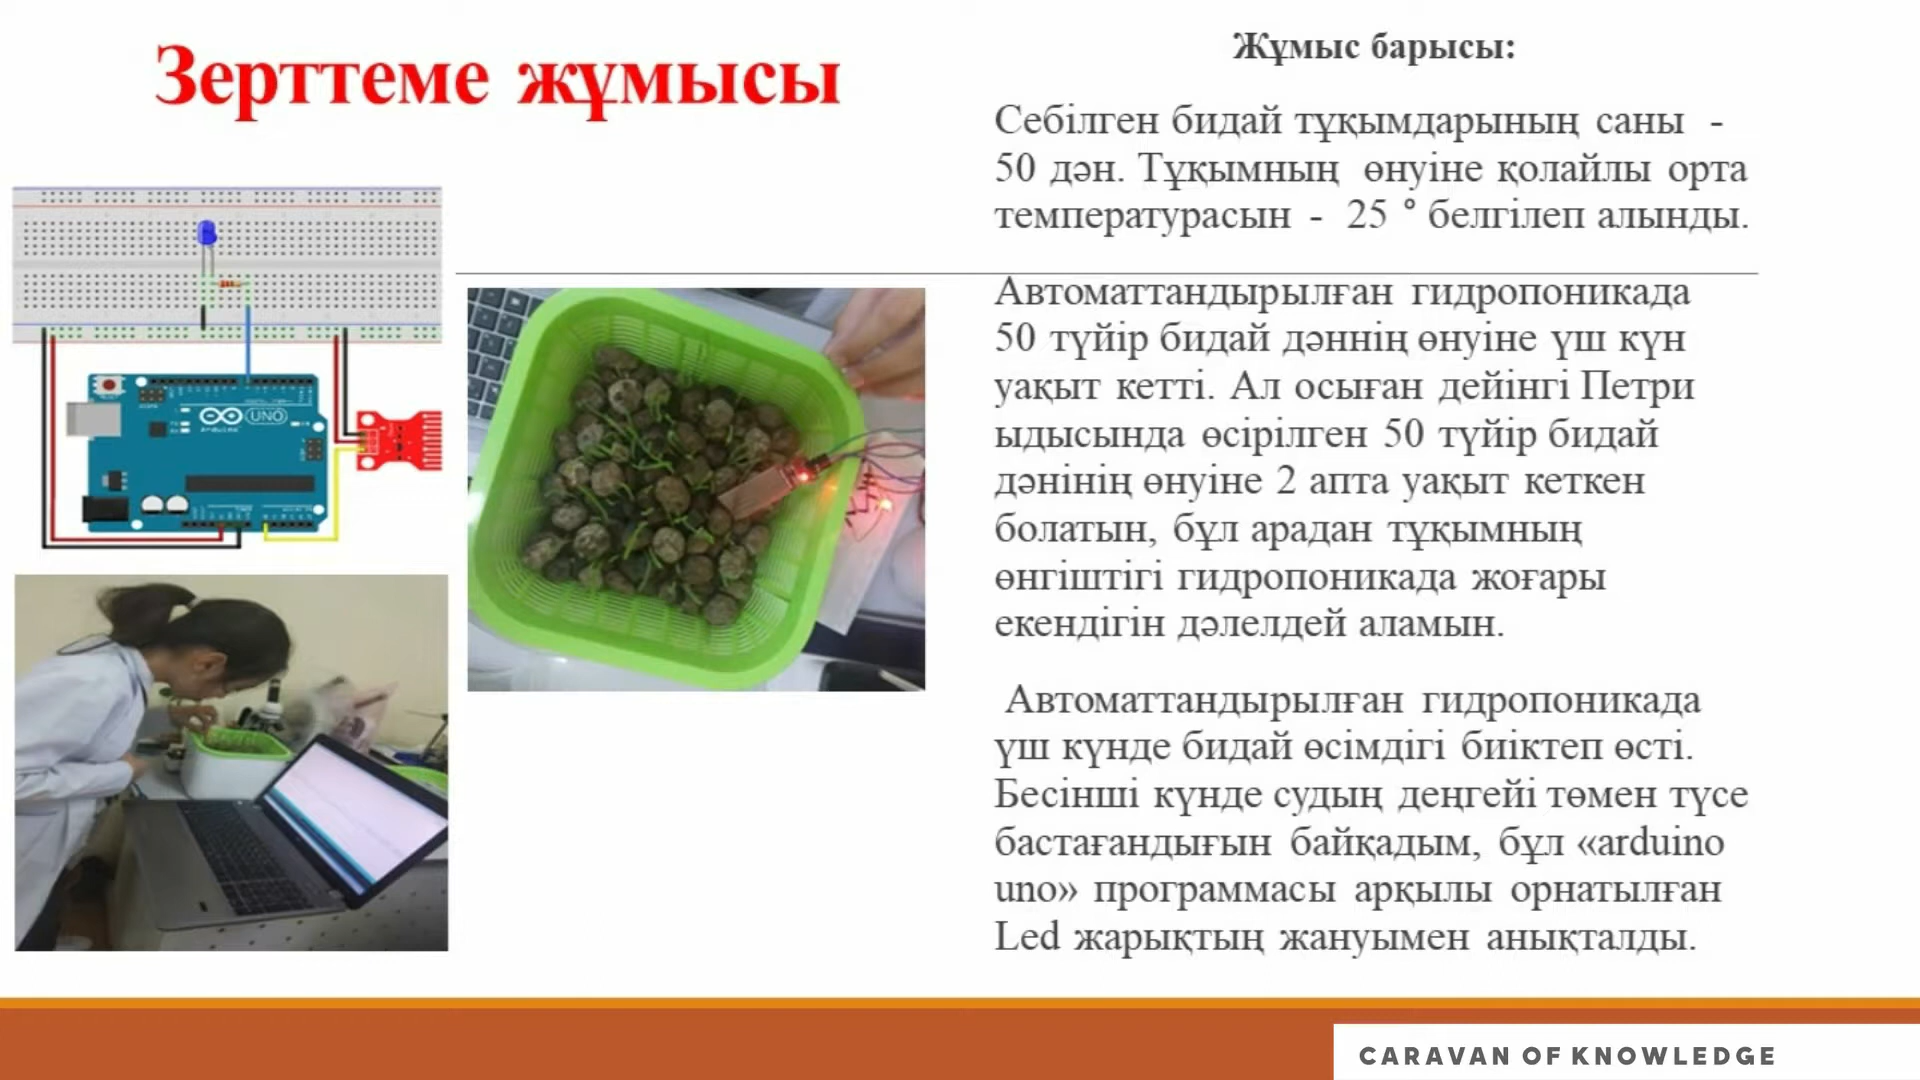 Зерттеме жұмысы
Жұмыс барысы:
Себілген бидай тұқымдарының саны -
50 дән. Тұқымның өнуіне қолайлы орта
температурасын - 25 ° белгілеп алынды.
Автоматтандырылған гидропоникада
50 түйір бидай дәннің өнуіне үш күн
уақыт кетті. Ал осыған дейінгі Петри
ыдысында өсірілген 50 түйір бидай
дәнінің өнуіне 2 апта уақыт кеткен
болатын, бұл арадан тұқымның
өнгіштігі гидропоникада жоғары
екендігін дәлелдей аламын.
Автоматтандырылған гидропоникада
үш күнде бидай өсімдігі биіктеп өсті.
Бесінші күнде судың деңгейі төмен түсе
бастағандығын байқадым, бұл «arduino
uno» программасы арқылы орнатылған
Led жарықтың жануымен анықталды.
UNO
CARAVAN OF KNOWLEDGE